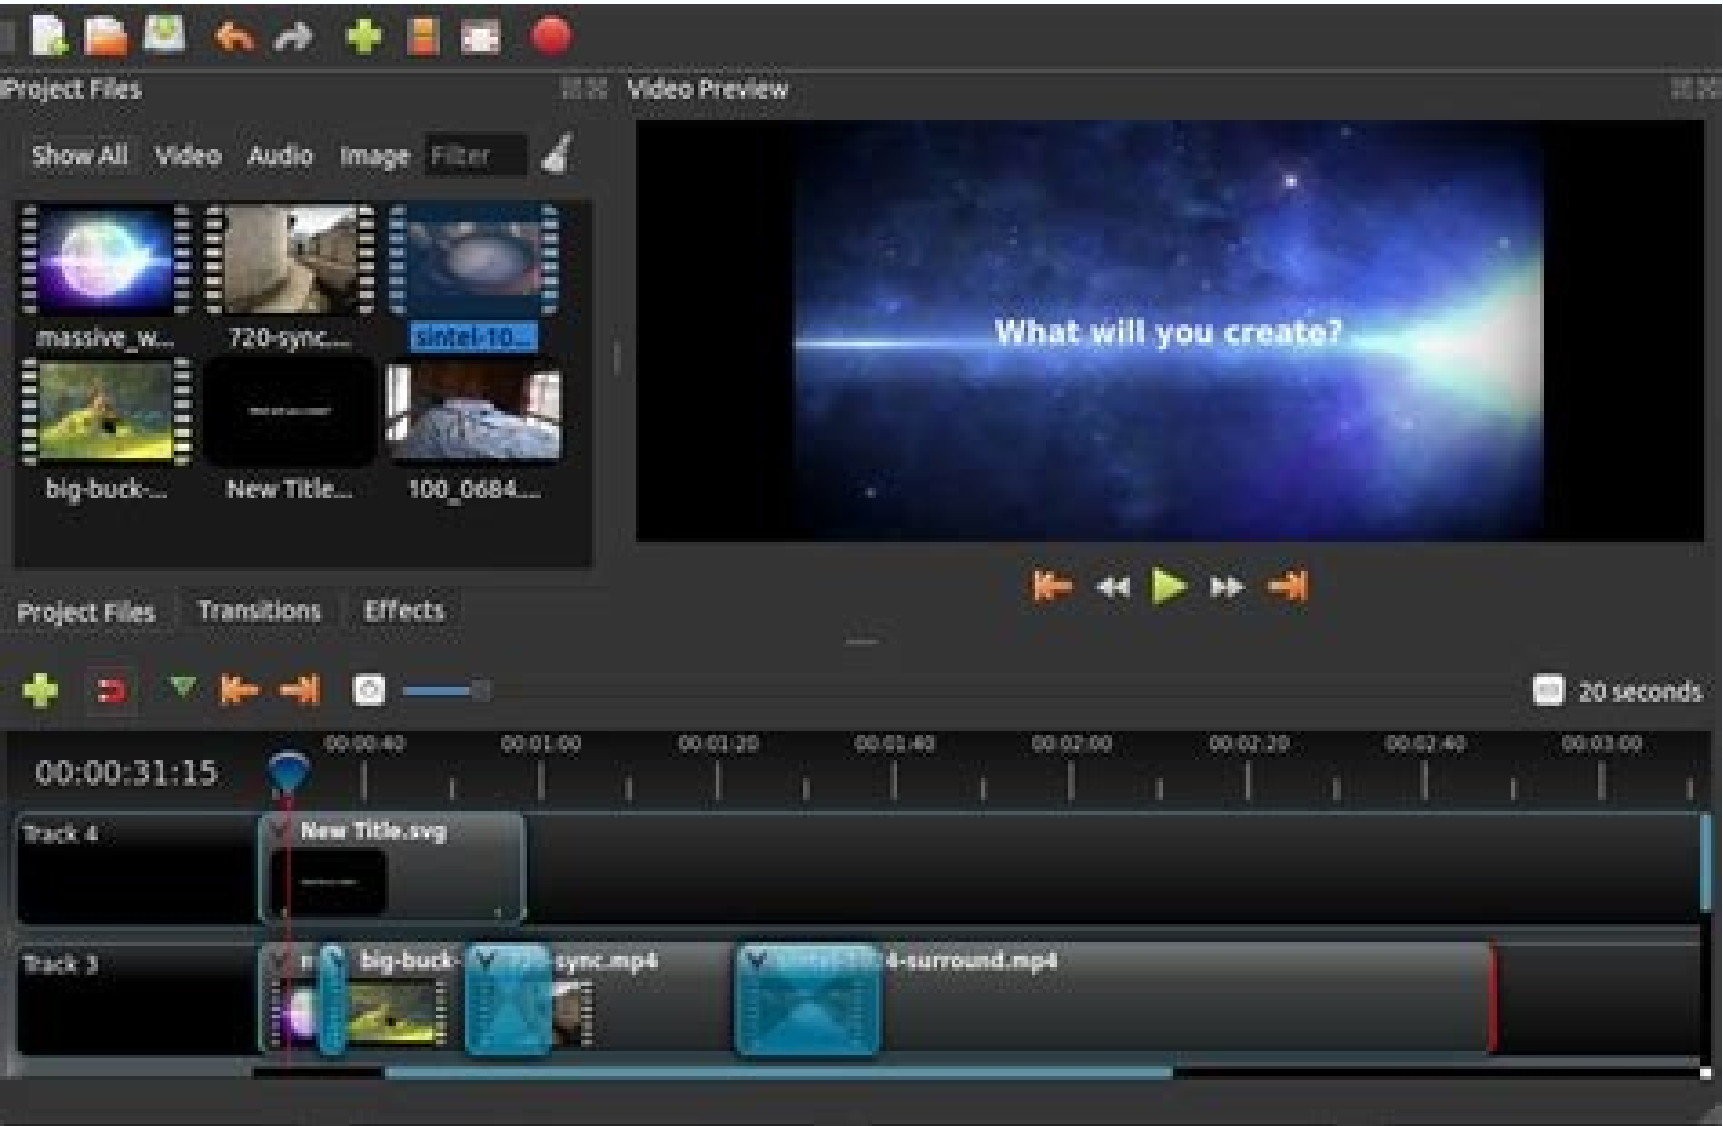 Project Files
Video Preview
Show All Video Audio Image Filter
What will you create?
massive_w... 720-sync.... sintel-10...
big-buck-... New Title... 100_0684....
Project Files Transitions Effects
20 seconds
00:00:40 00:01:00 00:01:20 00:01:40 00:02:00 00:02:20 00:02:40 00:03:00
00:00:31:15
Track 4
New Title.svg
Track 3
big-buck- sync.mp4 4-surround.mp4